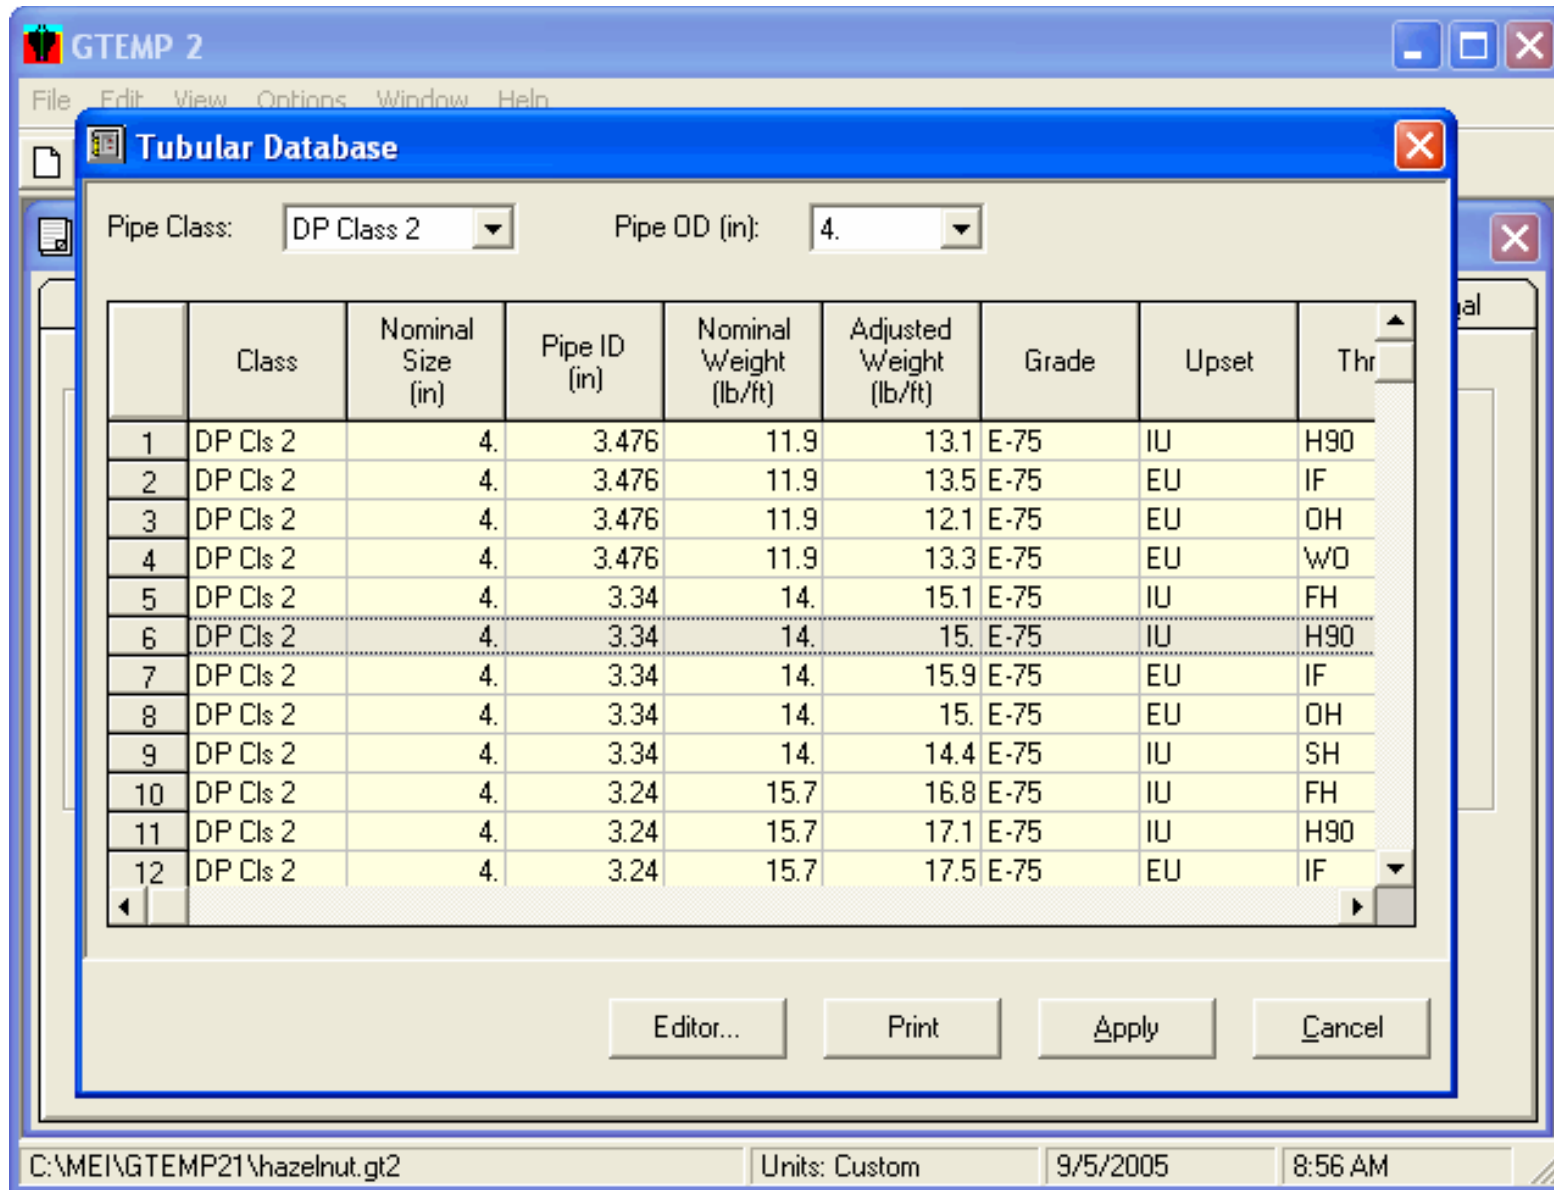 GTEMP 2
File Edit View Options Window Help
Tubular Database
Pipe Class: DP Class 2 Pipe OD (in): 4.
Class Nominal Size (in) Pipe ID (in) Nominal Weight (lb/ft) Adjusted Weight (lb/ft) Grade Upset Thr
1 DP Cls 2 4. 3.476 11.9 13.1 E-75 IU H90
2 DP Cls 2 4. 3.476 11.9 13.5 E-75 EU IF
3 DP Cls 2 4. 3.476 11.9 12.1 E-75 EU OH
4 DP Cls 2 4. 3.476 11.9 13.3 E-75 EU WO
5 DP Cls 2 4. 3.34 14. 15.1 E-75 IU FH
6 DP Cls 2 4. 3.34 14. 15. E-75 IU H90
7 DP Cls 2 4. 3.34 14. 15.9 E-75 EU IF
8 DP Cls 2 4. 3.34 14. 15. E-75 EU OH
9 DP Cls 2 4. 3.34 14. 14.4 E-75 IU SH
10 DP Cls 2 4. 3.24 15.7 16.8 E-75 IU FH
11 DP Cls 2 4. 3.24 15.7 17.1 E-75 IU H90
12 DP Cls 2 4. 3.24 15.7 17.5 E-75 EU IF
Editor... Print Apply Cancel
C:\MEI\GTEMP21\hazelnut.gt2 Units: Custom 9/5/2005 8:56 AM